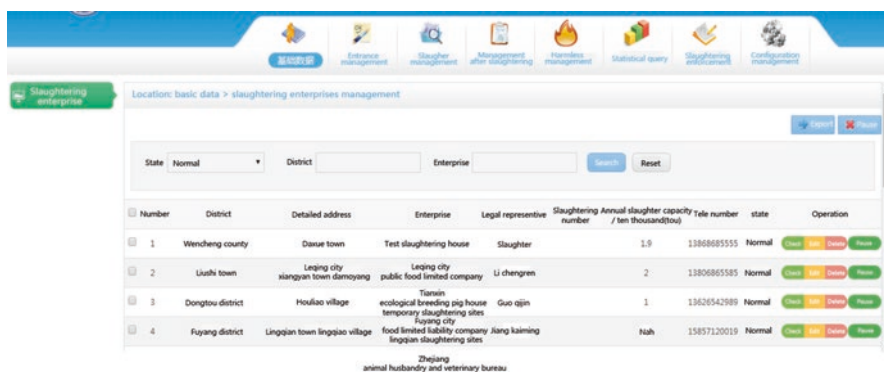 基础数据
Entrance management
Slaugher management
Management after slaughtering
Harmless management
Statistical query
Slaughtering enforcement
Configuration management
Slaughtering enterprise
Location: basic data > slaughtering enterprises management
Export Pause
State Normal District Enterprise Search Reset
Number District Detailed address Enterprise Legal representive Slaughtering number Annual slaughter capacity / ten thousand(tou) Tele number state Operation
1 Wencheng county Daxue town Test slaughtering house Slaughter 1.9 13868685555 Normal Check Edit Delete Pause
2 Liushi town Leqing city xiangyan town damoyang Leqing city public food limited company Li chengren 2 13806865585 Normal Check Edit Delete Pause
3 Dongtou district Houliao village Tianxin ecological breeding pig house temporary slaughtering sites Guo qijin 1 13626542989 Normal Check Edit Delete Pause
4 Fuyang district Lingqian town lingqiao village Fuyang city food limited liability company lingqian slaughtering sites Jiang kaiming Nah 15857120019 Normal Check Edit Delete Pause
Zhejiang
animal husbandry and veterinary bureau